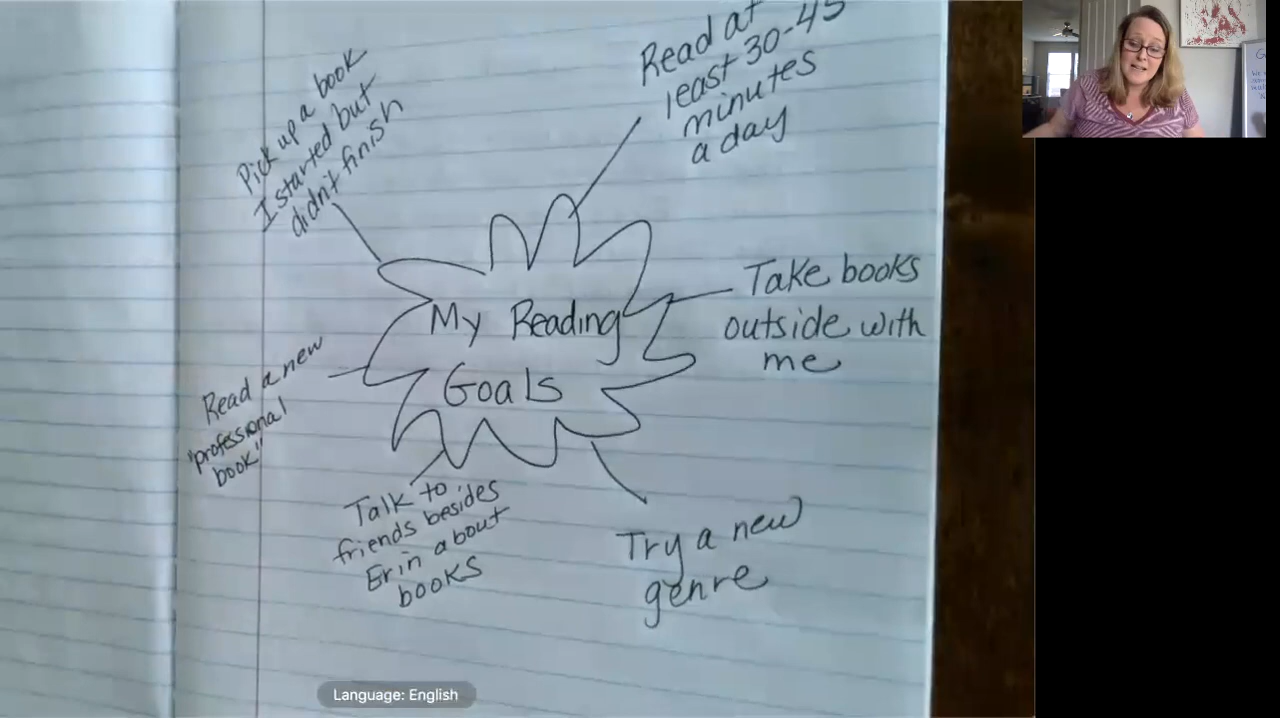 My Reading
Goals
Read at
least 30-45
minutes
a day
Take books
outside with
me
Try a new
genre
Talk to
friends besides
Erin about
books
Read a new
"professional
book"
Pick up a book
I started but
didn't finish
Language: English